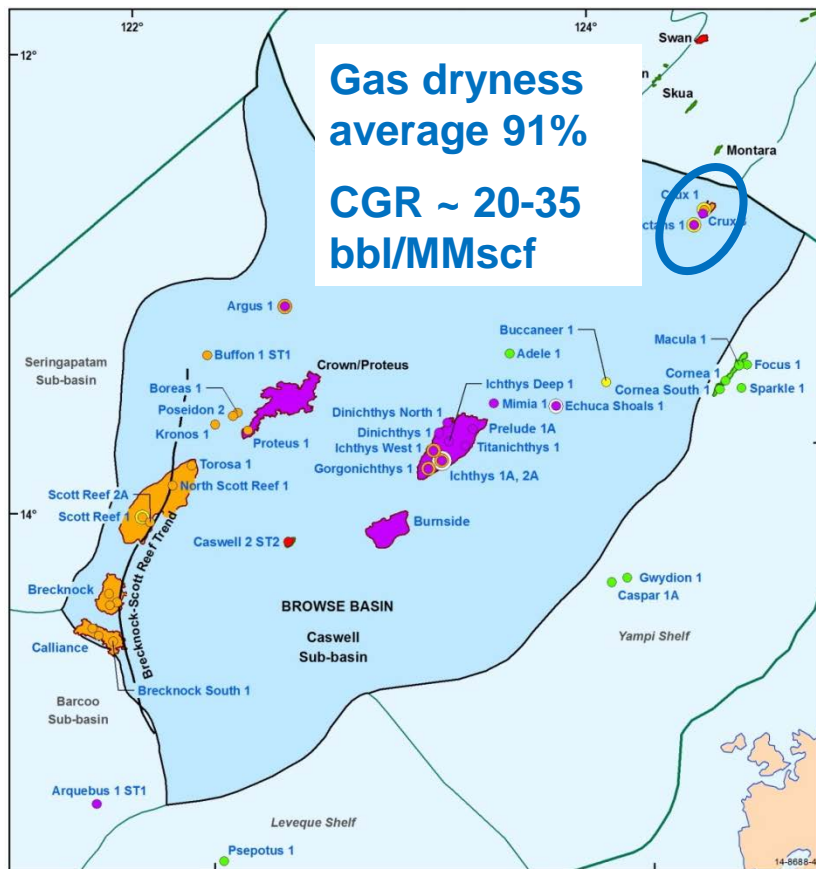 122°
124°
12°
Swan
n
Skua
Montara
Gas dryness
average 91%
CGR ~ 20-35
bbl/MMscf
Crux 1
Crux 3
ctans 1
Argus 1
Buccaneer 1
Macula 1
Buffon 1 ST1
Adele 1
Seringapatam
Sub-basin
Crown/Proteus
Cornea 1
Focus 1
Boreas 1
Ichthys Deep 1
Cornea South 1
Sparkle 1
Poseidon 2
Dinichthys North 1
Mimia 1
Echuca Shoals 1
Kronos 1
Proteus 1
Dinichthys 1
Prelude 1A
Ichthys West 1
Titanichthys 1
Torosa 1
Gorgonichthys 1
Ichthys 1A, 2A
Scott Reef 2A
North Scott Reef 1
14°
Scott Reef 1
Burnside
Caswell 2 ST2
Brecknock-Scott Reef Trend
Gwydion 1
Caspar 1A
Brecknock
BROWSE BASIN
Caswell
Sub-basin
Yampi Shelf
Calliance
Brecknock South 1
Barcoo
Sub-basin
Arquebus 1 ST1
Leveque Shelf
Psepotus 1
14-8688-4